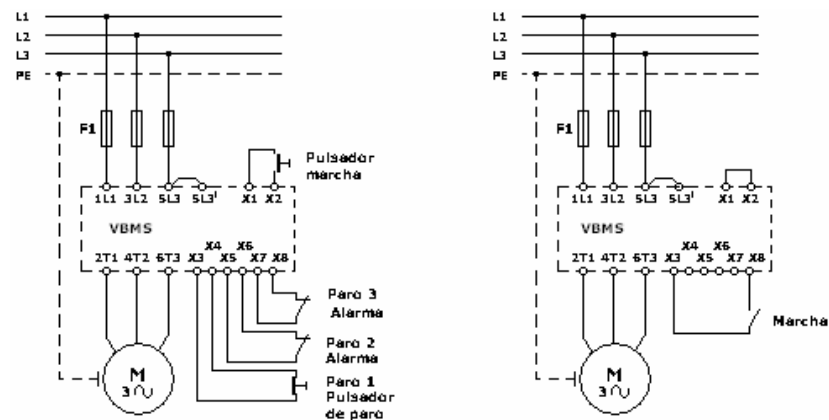 L1
L2
L3
PE
F1
Pulsador
marcha
1L1 3L2 5L3 5L3' X1 X2
VBMS
X4 X6
2T1 4T2 6T3 X3 X5 X7 X8
Paro 3
Alarma
Paro 2
Alarma
M
3
Paro 1
Pulsador
de paro
L1
L2
L3
PE
F1
1L1 3L2 5L3 5L3' X1 X2
VBMS
X4 X6
2T1 4T2 6T3 X3 X5 X7 X8
Marcha
M
3